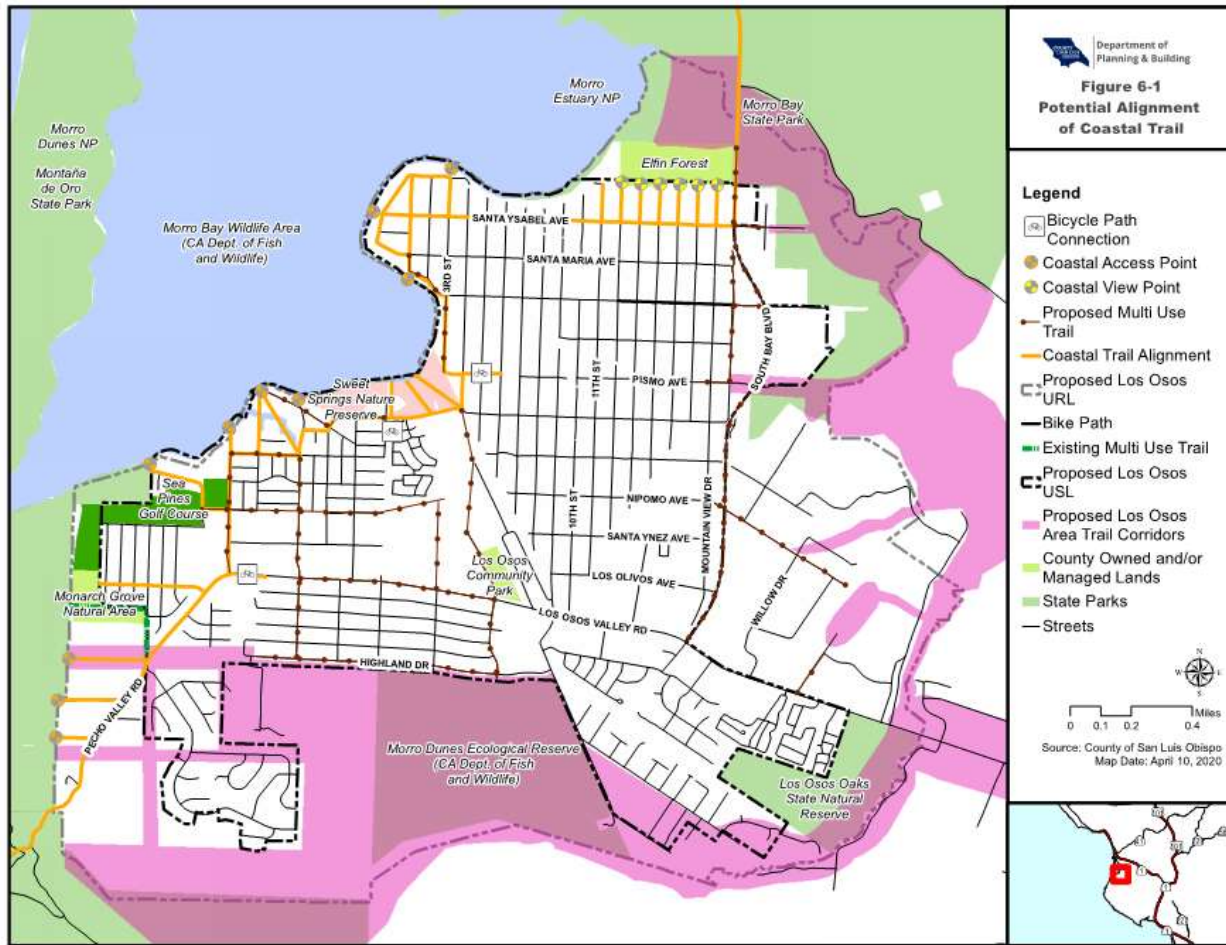 Morro
Dunes NP
Montaña
de Oro
State Park
Morro Bay Wildlife Area
(CA Dept. of Fish
and Wildlife)
Morro
Estuary NP
Morro Bay
State Park
Elfin Forest
SANTA YSABEL AVE
SANTA MARIA AVE
3RD ST
11TH ST
PISMO AVE
SOUTH BAY BLVD
Sweet
Springs Nature
Preserve
Sea
Pines
Golf Course
NIPOMO AVE
10TH ST
SANTA YNEZ AVE
MOUNTAIN VIEW DR
LOS OLIVOS AVE
WILLOW DR
Los Osos
Community
Park
LOS OSOS VALLEY RD
Monarch Grove
Natural Area
HIGHLAND DR
PECHO VALLEY RD
Morro Dunes Ecological Reserve
(CA Dept. of Fish
and Wildlife)
Los Osos Oaks
State Natural
Reserve
Department of
Planning & Building
Figure 6-1
Potential Alignment
of Coastal Trail
Legend
Bicycle Path
Connection
Coastal Access Point
Coastal View Point
Proposed Multi Use
Trail
Coastal Trail Alignment
Proposed Los Osos
URL
Bike Path
Existing Multi Use Trail
Proposed Los Osos
USL
Proposed Los Osos
Area Trail Corridors
County Owned and/or
Managed Lands
State Parks
Streets
N
W E
S
Miles
0 0.1 0.2 0.4
Source: County of San Luis Obispo
Map Date: April 10, 2020
101
41
101
1
1
1